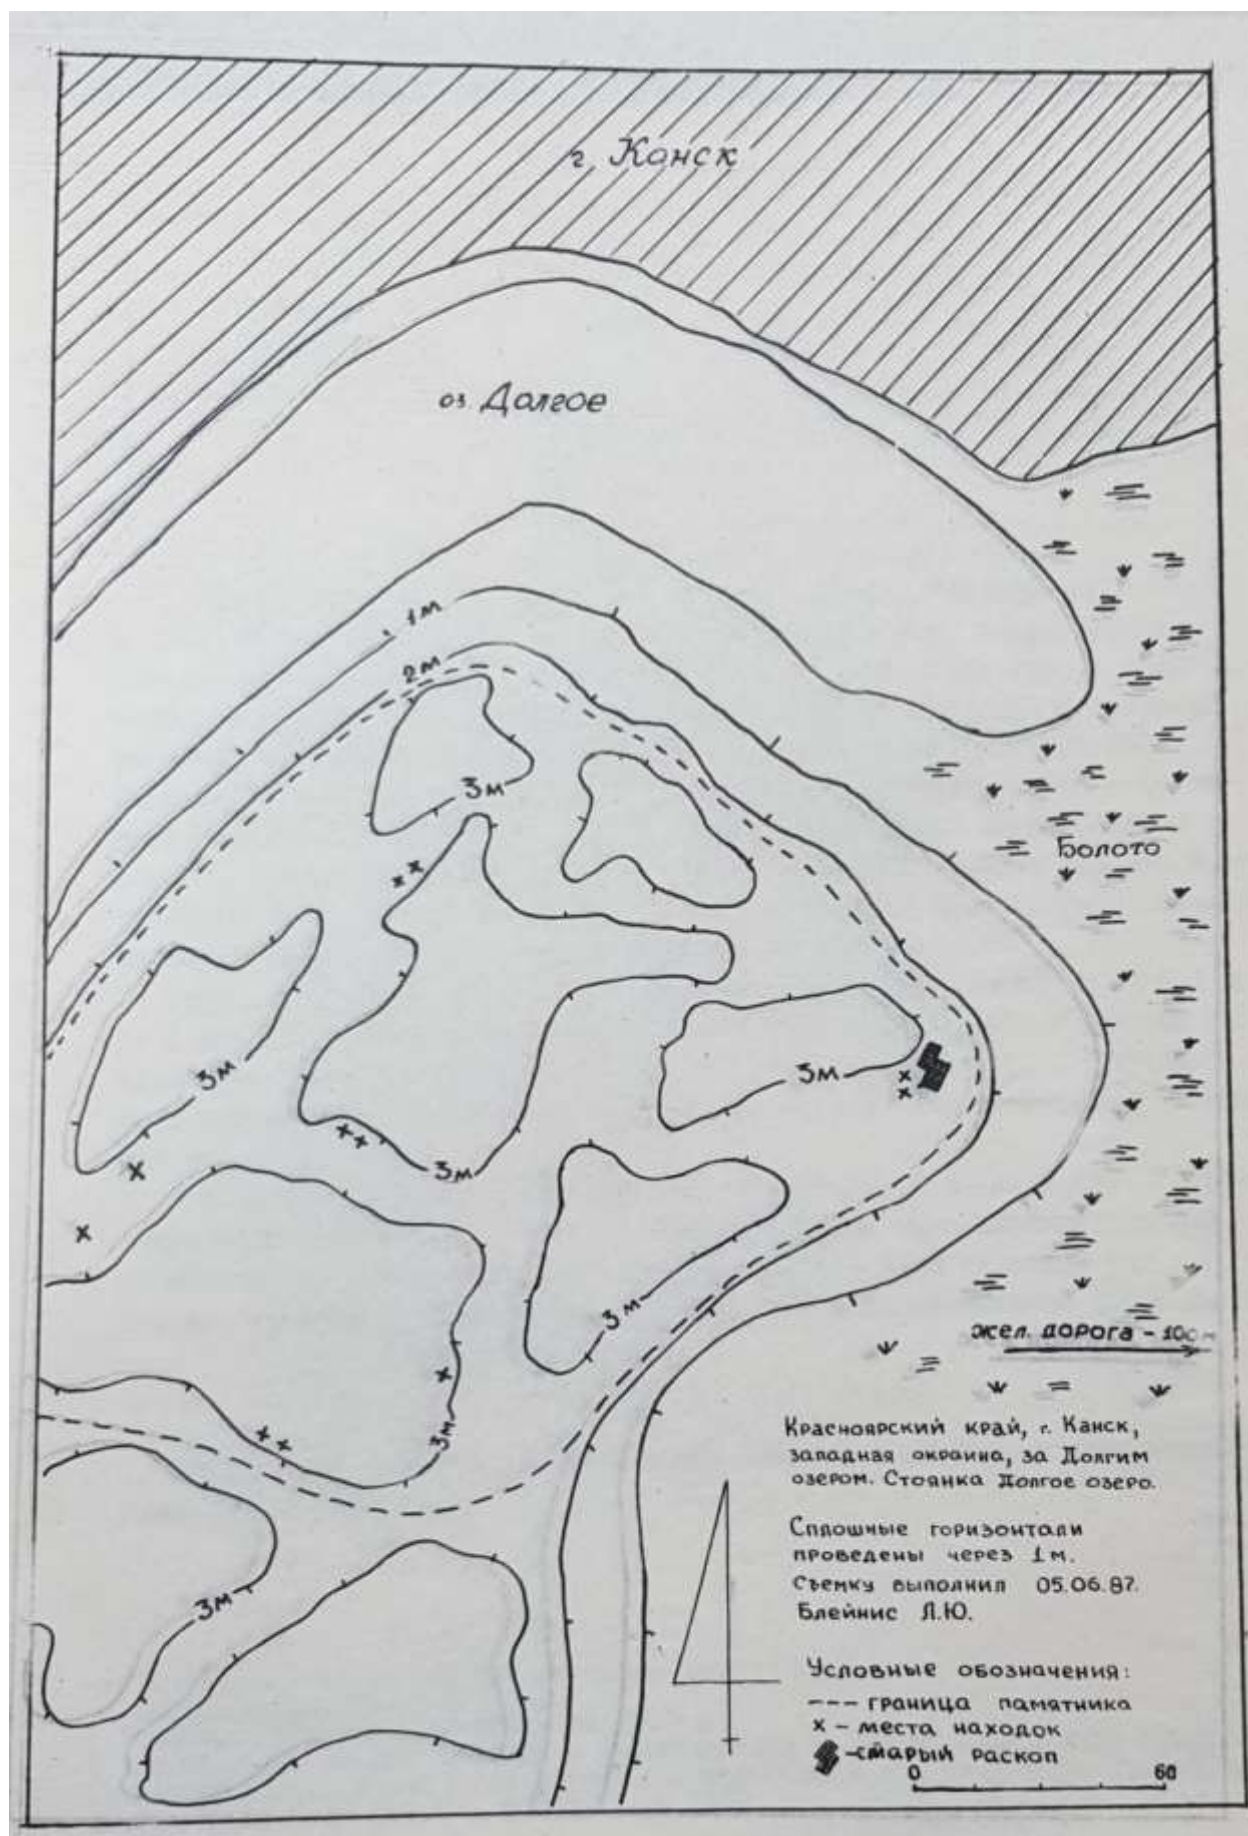 г. Канск
оз. Долгое
1м
2м
3м
Болото
3м
3м
3м
3м
3м
жел. дорога - 100м
3м
Красноярский край, г. Канск,
западная окраина, за Долгим
озером. Стоянка Долгое озеро.
Сплошные горизонтали
проведены через 1м.
Съемку выполнил 05.06.87.
Блейнис Л.Ю.
Условные обозначения:
--- граница памятника
х - места находок
-старый раскоп
0 60